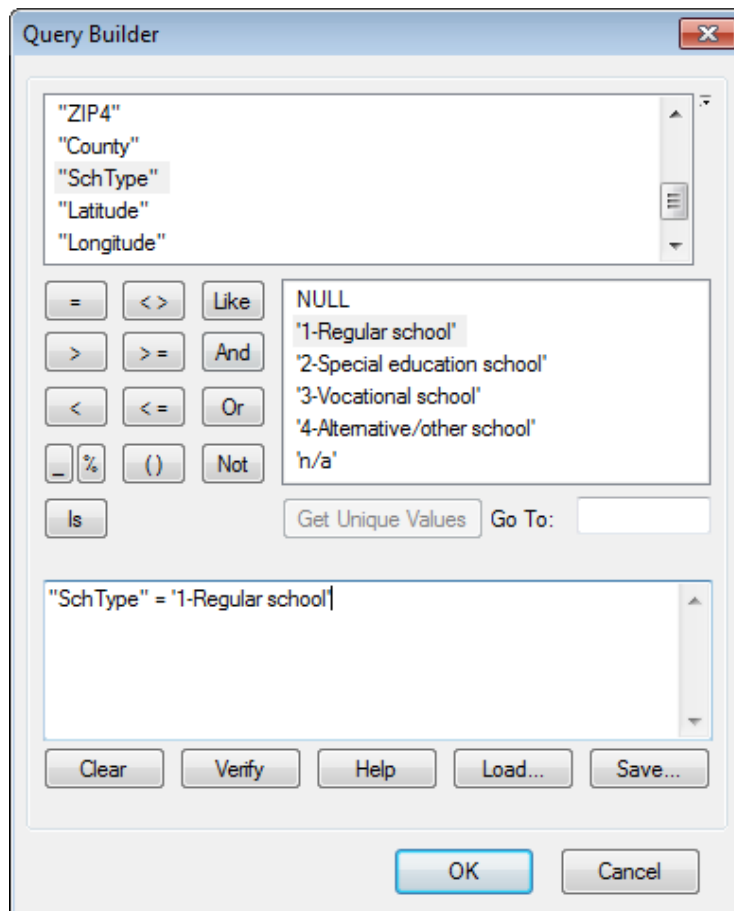 Query Builder
"ZIP4"
"County"
"SchType"
"Latitude"
"Longitude"
= < > Like
> > = And
< < = Or
_ % ( ) Not
Is
NULL
'1-Regular school'
'2-Special education school'
'3-Vocational school'
'4-Alternative/other school'
'n/a'
Get Unique Values Go To:
"SchType" = '1-Regular school'
Clear Verify Help Load... Save...
OK Cancel